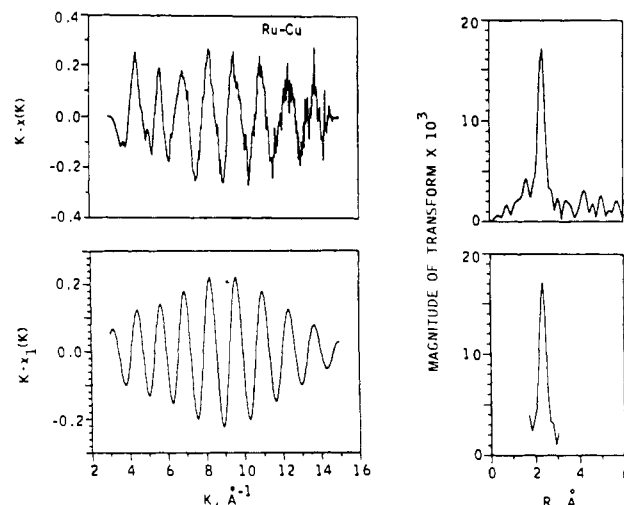 Ru-Cu
K·x(K)
0.4
0.2
0.0
-0.2
-0.4
K·x₁(K)
0.2
0.0
-0.2
2 4 6 8 10 12 14 16
K, Å⁻¹
MAGNITUDE OF TRANSFORM × 10³
20
10
0
20
10
0
0 2 4 6
R, Å